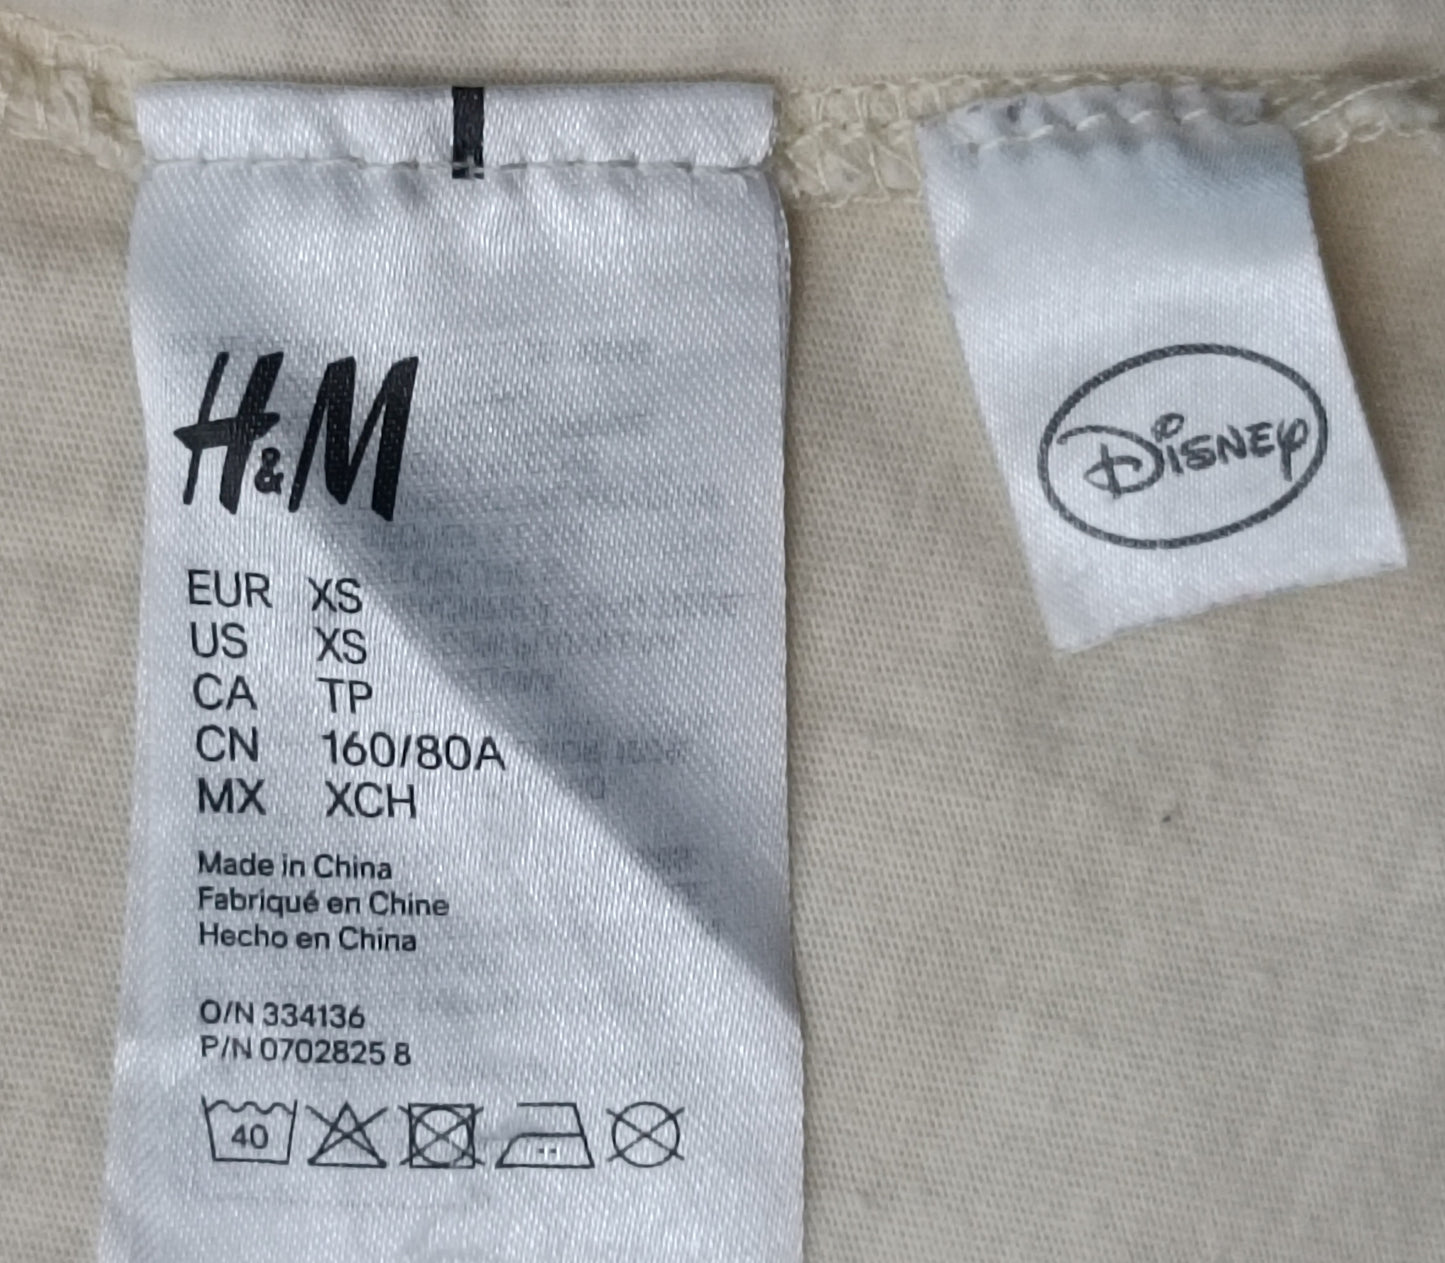 H&M
EUR XS
US XS
CA TP
CN 160/80A
MX XCH
Made in China
Fabriqué en Chine
Hecho en China
O/N 334136
P/N 0702825 8
40
Disney